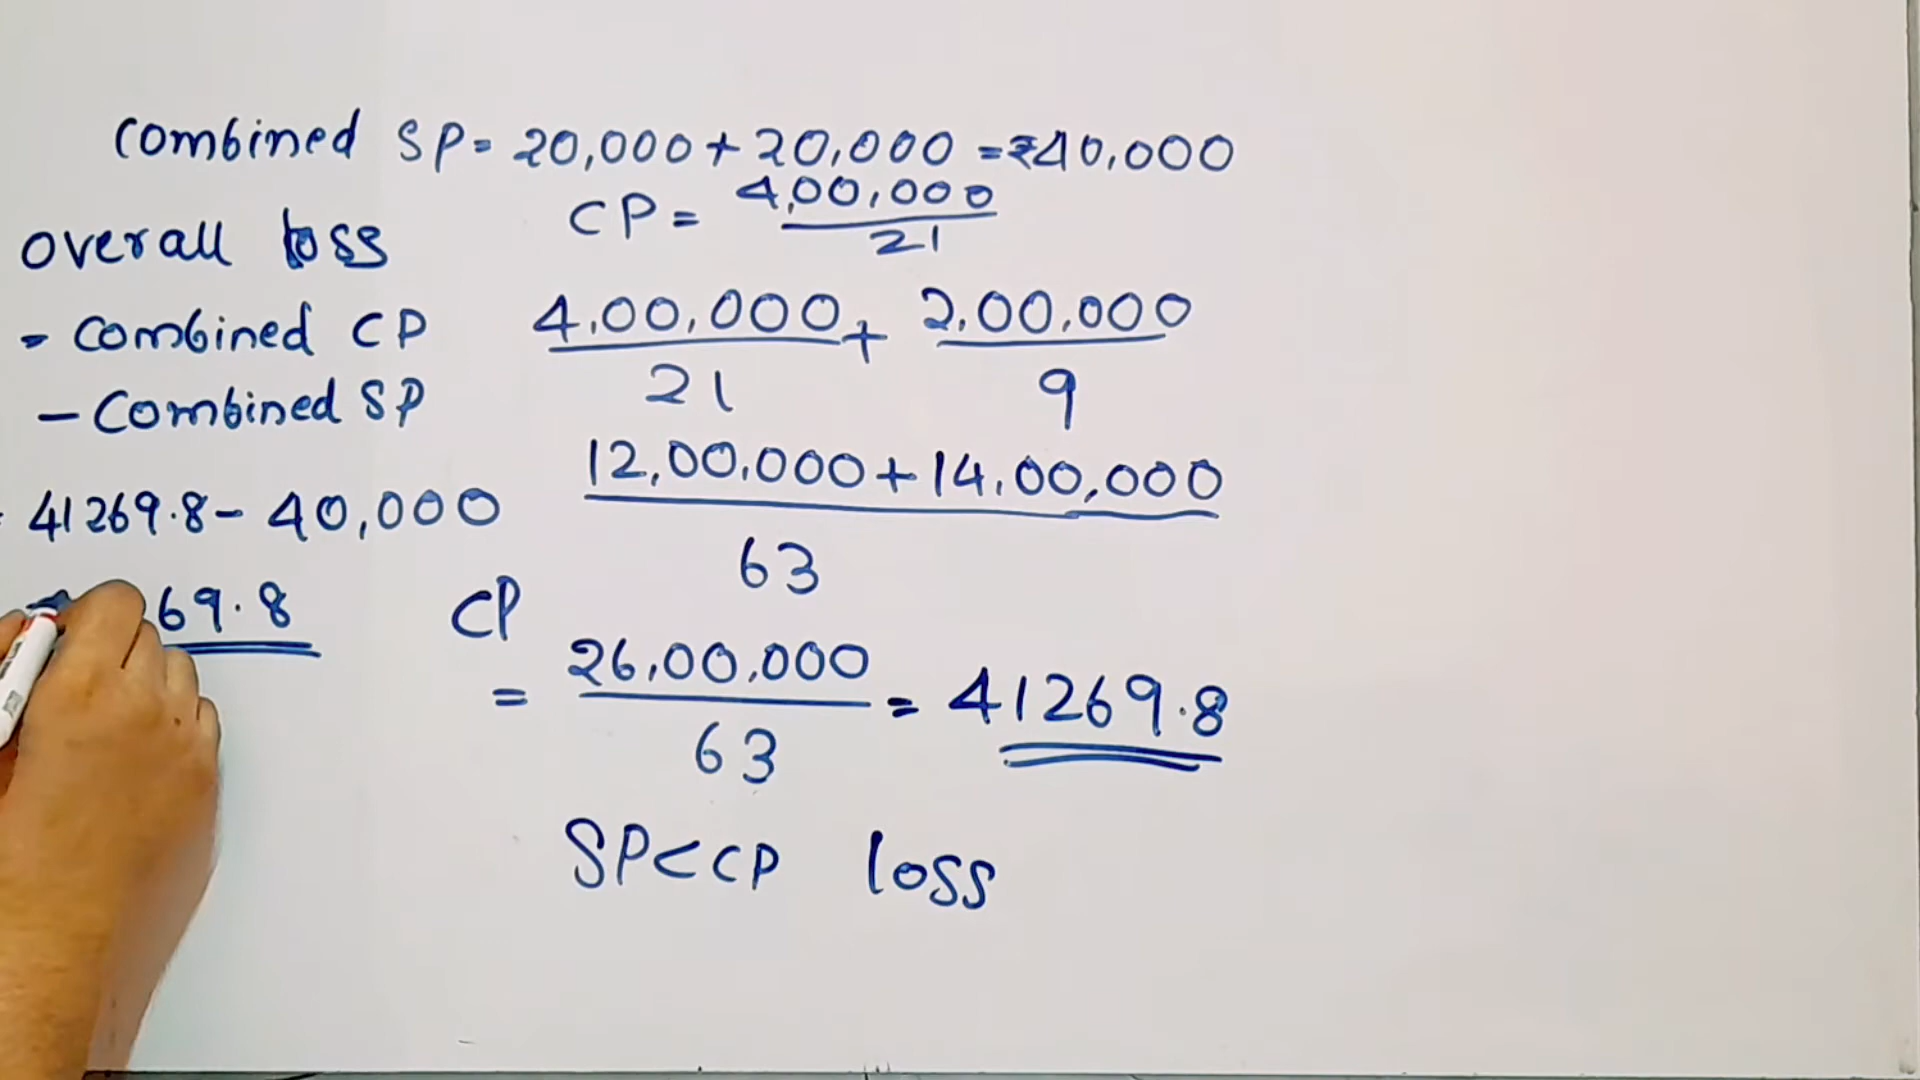 combined SP = 20,000 + 20,000 = ₹40,000
CP = 4,00,000
21
overall loss
= combined CP
- combined SP
41269.8 - 40,000
69.8
4,00,000 + 2,00,000
21 9
12,00,000 + 14,00,000
63
CP
= 26,00,000 = 41269.8
63
SP < CP loss